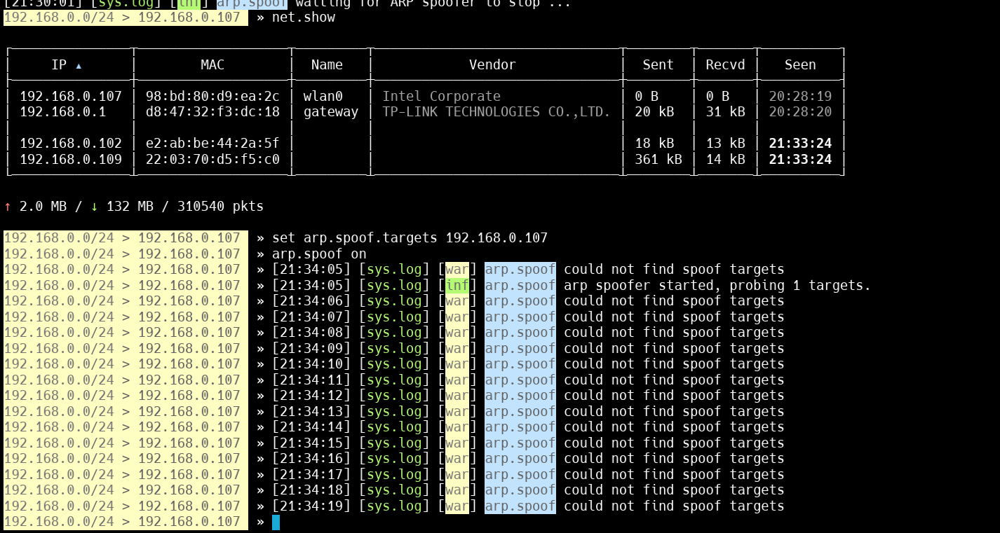 [21:30:01] [sys.log] [inf] arp.spoof waiting for ARP spoofer to stop ...
192.168.0.0/24 > 192.168.0.107 » net.show
IP ▲ MAC Name Vendor Sent Recvd Seen
192.168.0.107 98:bd:80:d9:ea:2c wlan0 Intel Corporate 0 B 0 B 20:28:19
192.168.0.1 d8:47:32:f3:dc:18 gateway TP-LINK TECHNOLOGIES CO.,LTD. 20 kB 31 kB 20:28:20
192.168.0.102 e2:ab:be:44:2a:5f 18 kB 13 kB 21:33:24
192.168.0.109 22:03:70:d5:f5:c0 361 kB 14 kB 21:33:24
↑ 2.0 MB / ↓ 132 MB / 310540 pkts
192.168.0.0/24 > 192.168.0.107 » set arp.spoof.targets 192.168.0.107
192.168.0.0/24 > 192.168.0.107 » arp.spoof on
192.168.0.0/24 > 192.168.0.107 » [21:34:05] [sys.log] [war] arp.spoof could not find spoof targets
192.168.0.0/24 > 192.168.0.107 » [21:34:05] [sys.log] [inf] arp.spoof arp spoofer started, probing 1 targets.
192.168.0.0/24 > 192.168.0.107 » [21:34:06] [sys.log] [war] arp.spoof could not find spoof targets
192.168.0.0/24 > 192.168.0.107 » [21:34:07] [sys.log] [war] arp.spoof could not find spoof targets
192.168.0.0/24 > 192.168.0.107 » [21:34:08] [sys.log] [war] arp.spoof could not find spoof targets
192.168.0.0/24 > 192.168.0.107 » [21:34:09] [sys.log] [war] arp.spoof could not find spoof targets
192.168.0.0/24 > 192.168.0.107 » [21:34:10] [sys.log] [war] arp.spoof could not find spoof targets
192.168.0.0/24 > 192.168.0.107 » [21:34:11] [sys.log] [war] arp.spoof could not find spoof targets
192.168.0.0/24 > 192.168.0.107 » [21:34:12] [sys.log] [war] arp.spoof could not find spoof targets
192.168.0.0/24 > 192.168.0.107 » [21:34:13] [sys.log] [war] arp.spoof could not find spoof targets
192.168.0.0/24 > 192.168.0.107 » [21:34:14] [sys.log] [war] arp.spoof could not find spoof targets
192.168.0.0/24 > 192.168.0.107 » [21:34:15] [sys.log] [war] arp.spoof could not find spoof targets
192.168.0.0/24 > 192.168.0.107 » [21:34:16] [sys.log] [war] arp.spoof could not find spoof targets
192.168.0.0/24 > 192.168.0.107 » [21:34:17] [sys.log] [war] arp.spoof could not find spoof targets
192.168.0.0/24 > 192.168.0.107 » [21:34:18] [sys.log] [war] arp.spoof could not find spoof targets
192.168.0.0/24 > 192.168.0.107 » [21:34:19] [sys.log] [war] arp.spoof could not find spoof targets
192.168.0.0/24 > 192.168.0.107 »